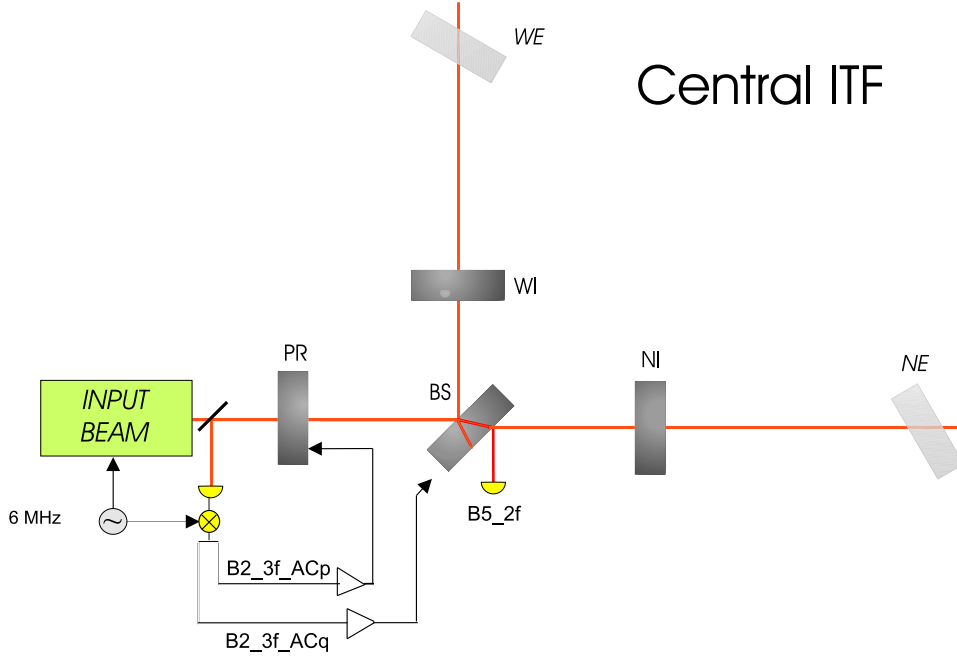 WE
Central ITF
WI
PR
NI
BS
NE
INPUT
BEAM
6 MHz
B5_2f
B2_3f_ACp
B2_3f_ACq